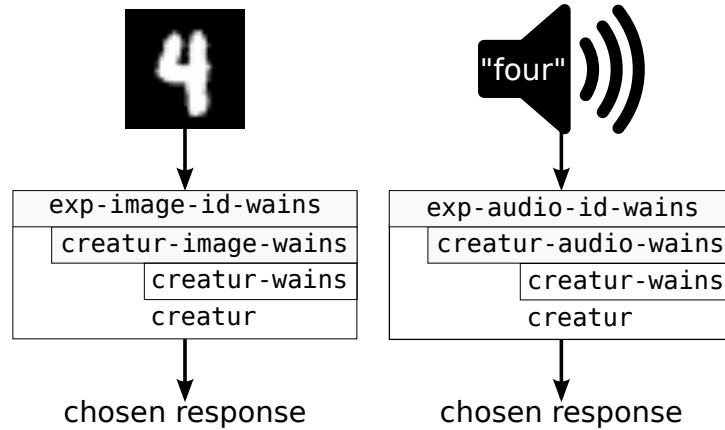 4
"four"
exp-image-id-wains
creatur-image-wains
creatur-wains
creatur
chosen response
exp-audio-id-wains
creatur-audio-wains
creatur-wains
creatur
chosen response